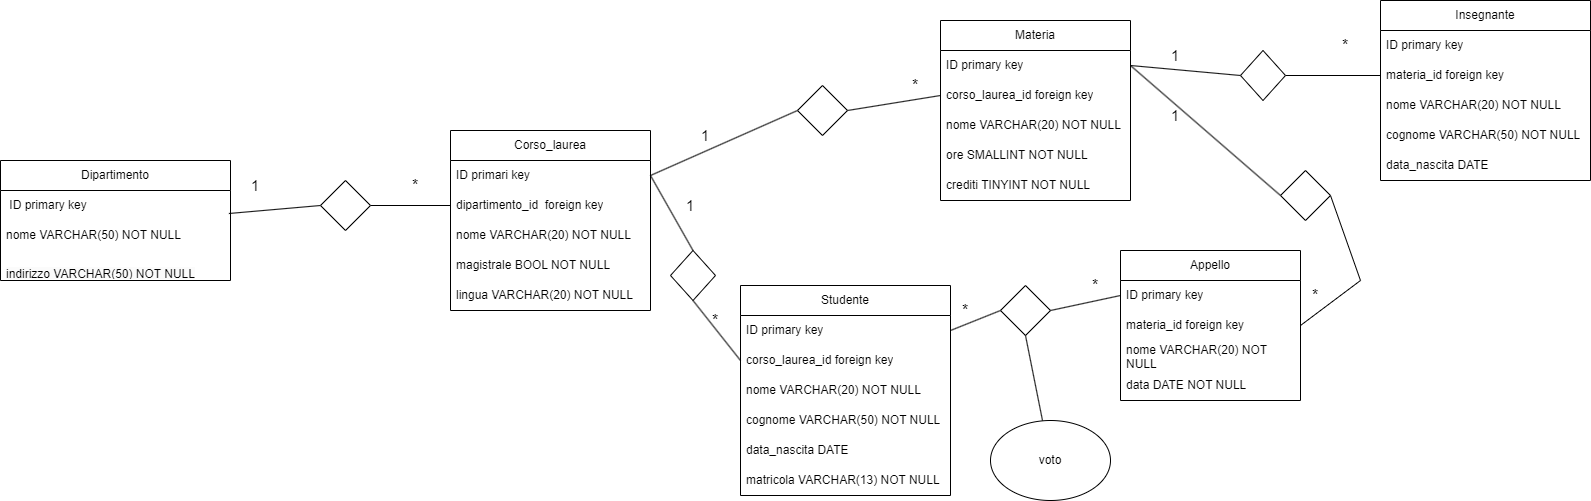 Dipartimento
ID primary key
nome VARCHAR(50) NOT NULL
indirizzo VARCHAR(50) NOT NULL
1
*
Corso_laurea
ID primari key
dipartimento_id  foreign key
nome VARCHAR(20) NOT NULL
magistrale BOOL NOT NULL
lingua VARCHAR(20) NOT NULL
1
*
1
*
Materia
ID primary key
corso_laurea_id foreign key
nome VARCHAR(20) NOT NULL
ore SMALLINT NOT NULL
crediti TINYINT NOT NULL
1
*
1
*
Insegnante
ID primary key
materia_id foreign key
nome VARCHAR(20) NOT NULL
cognome VARCHAR(50) NOT NULL
data_nascita DATE
Studente
ID primary key
corso_laurea_id foreign key
nome VARCHAR(20) NOT NULL
cognome VARCHAR(50) NOT NULL
data_nascita DATE
matricola VARCHAR(13) NOT NULL
*
*
voto
Appello
ID primary key
materia_id foreign key
nome VARCHAR(20) NOT
NULL
data DATE NOT NULL